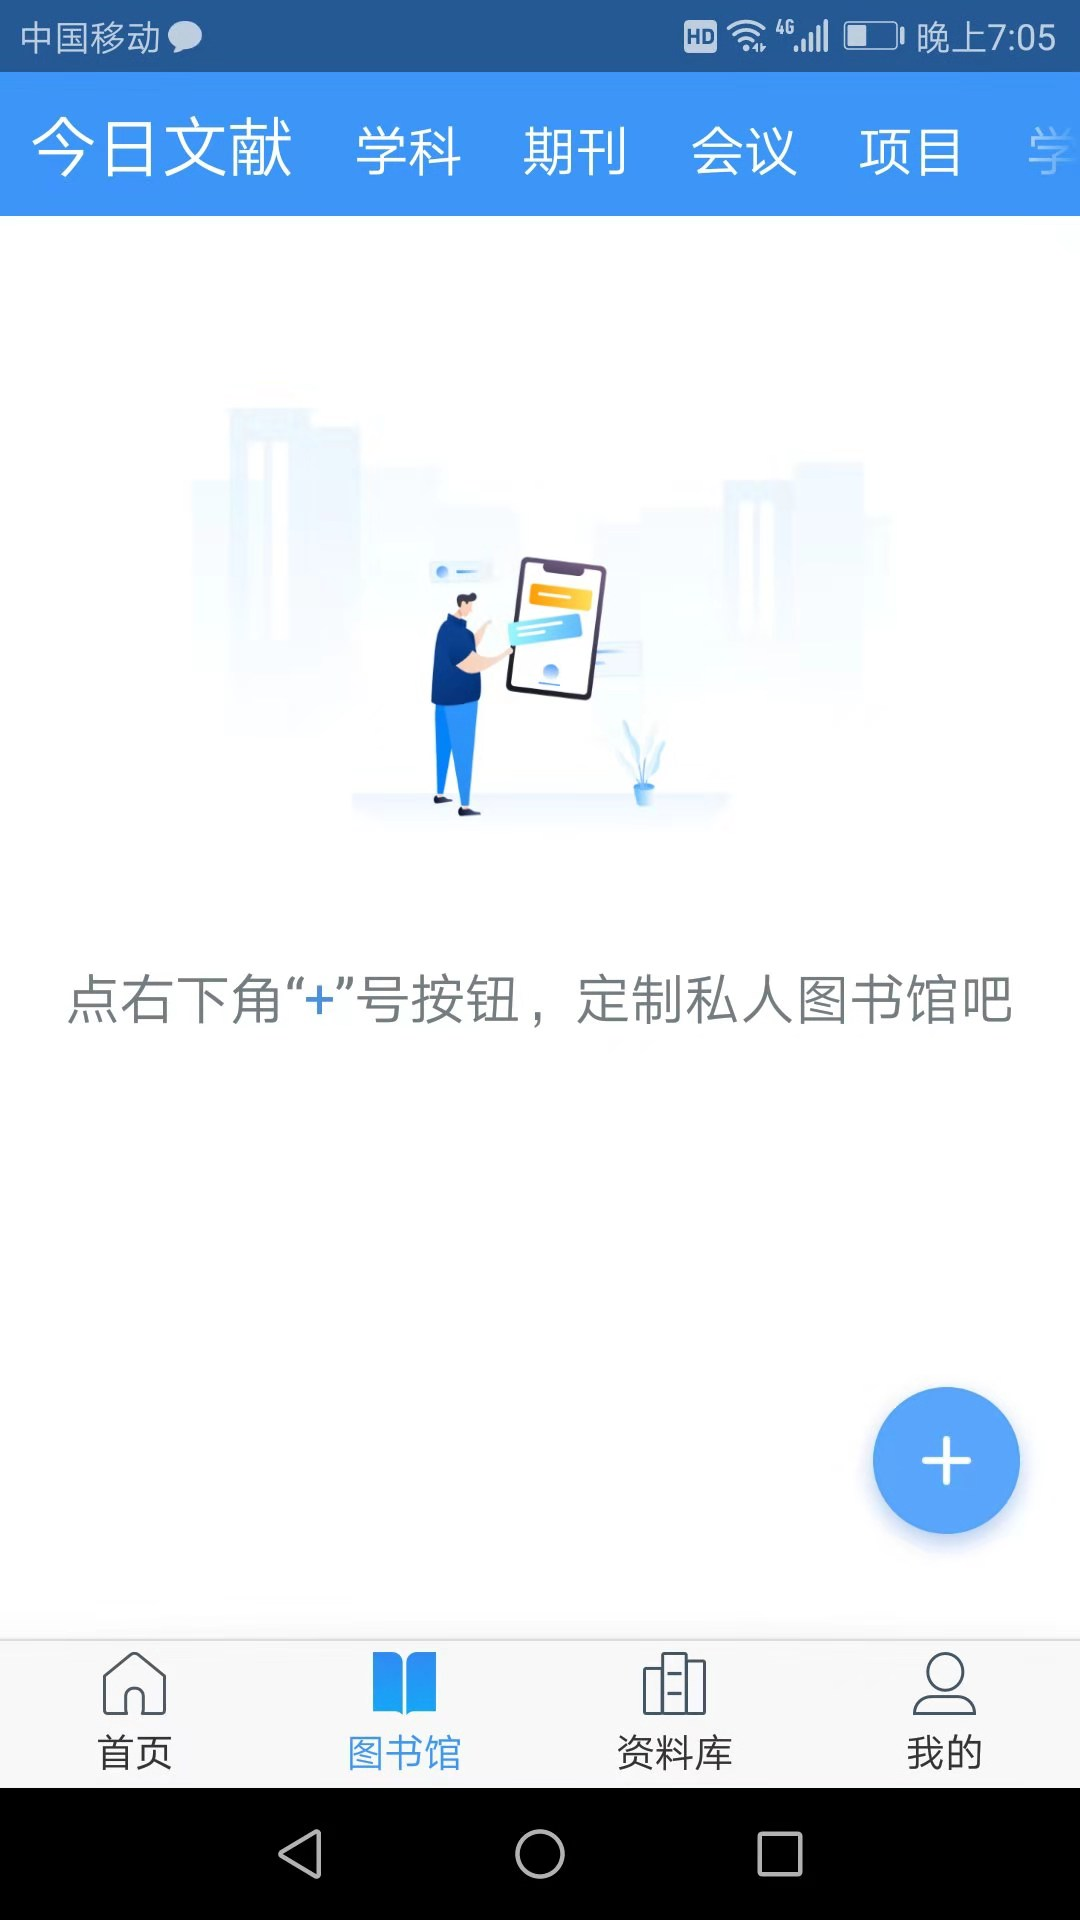 中国移动 HD 4G 晚上7:05
今日文献 学科 期刊 会议 项目 学
点右下角“+”号按钮，定制私人图书馆吧
+
首页 图书馆 资料库 我的